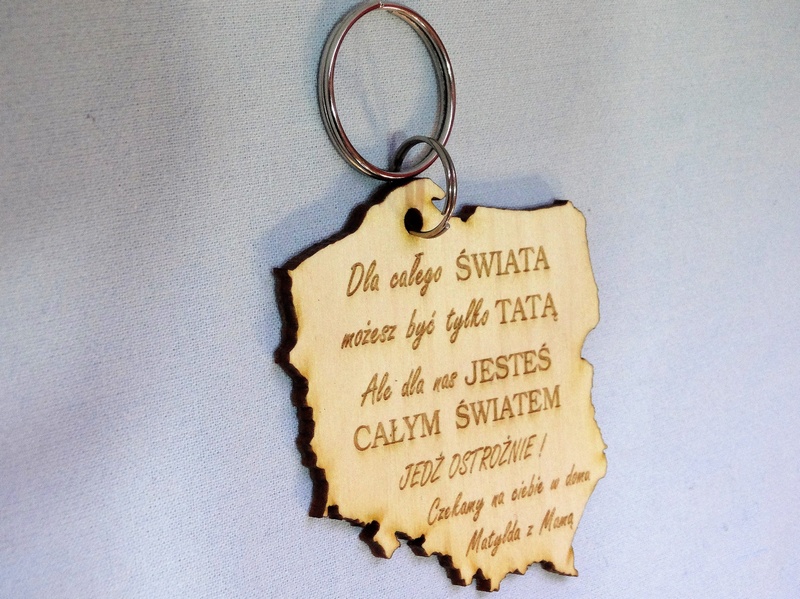 Dla całego ŚWIATA
możesz być tylko TATĄ
Ale dla nas JESTEŚ
CAŁYM ŚWIATEM
JEDŹ OSTROŻNIE!
Czekamy na ciebie w domu
Matylda z Mamą